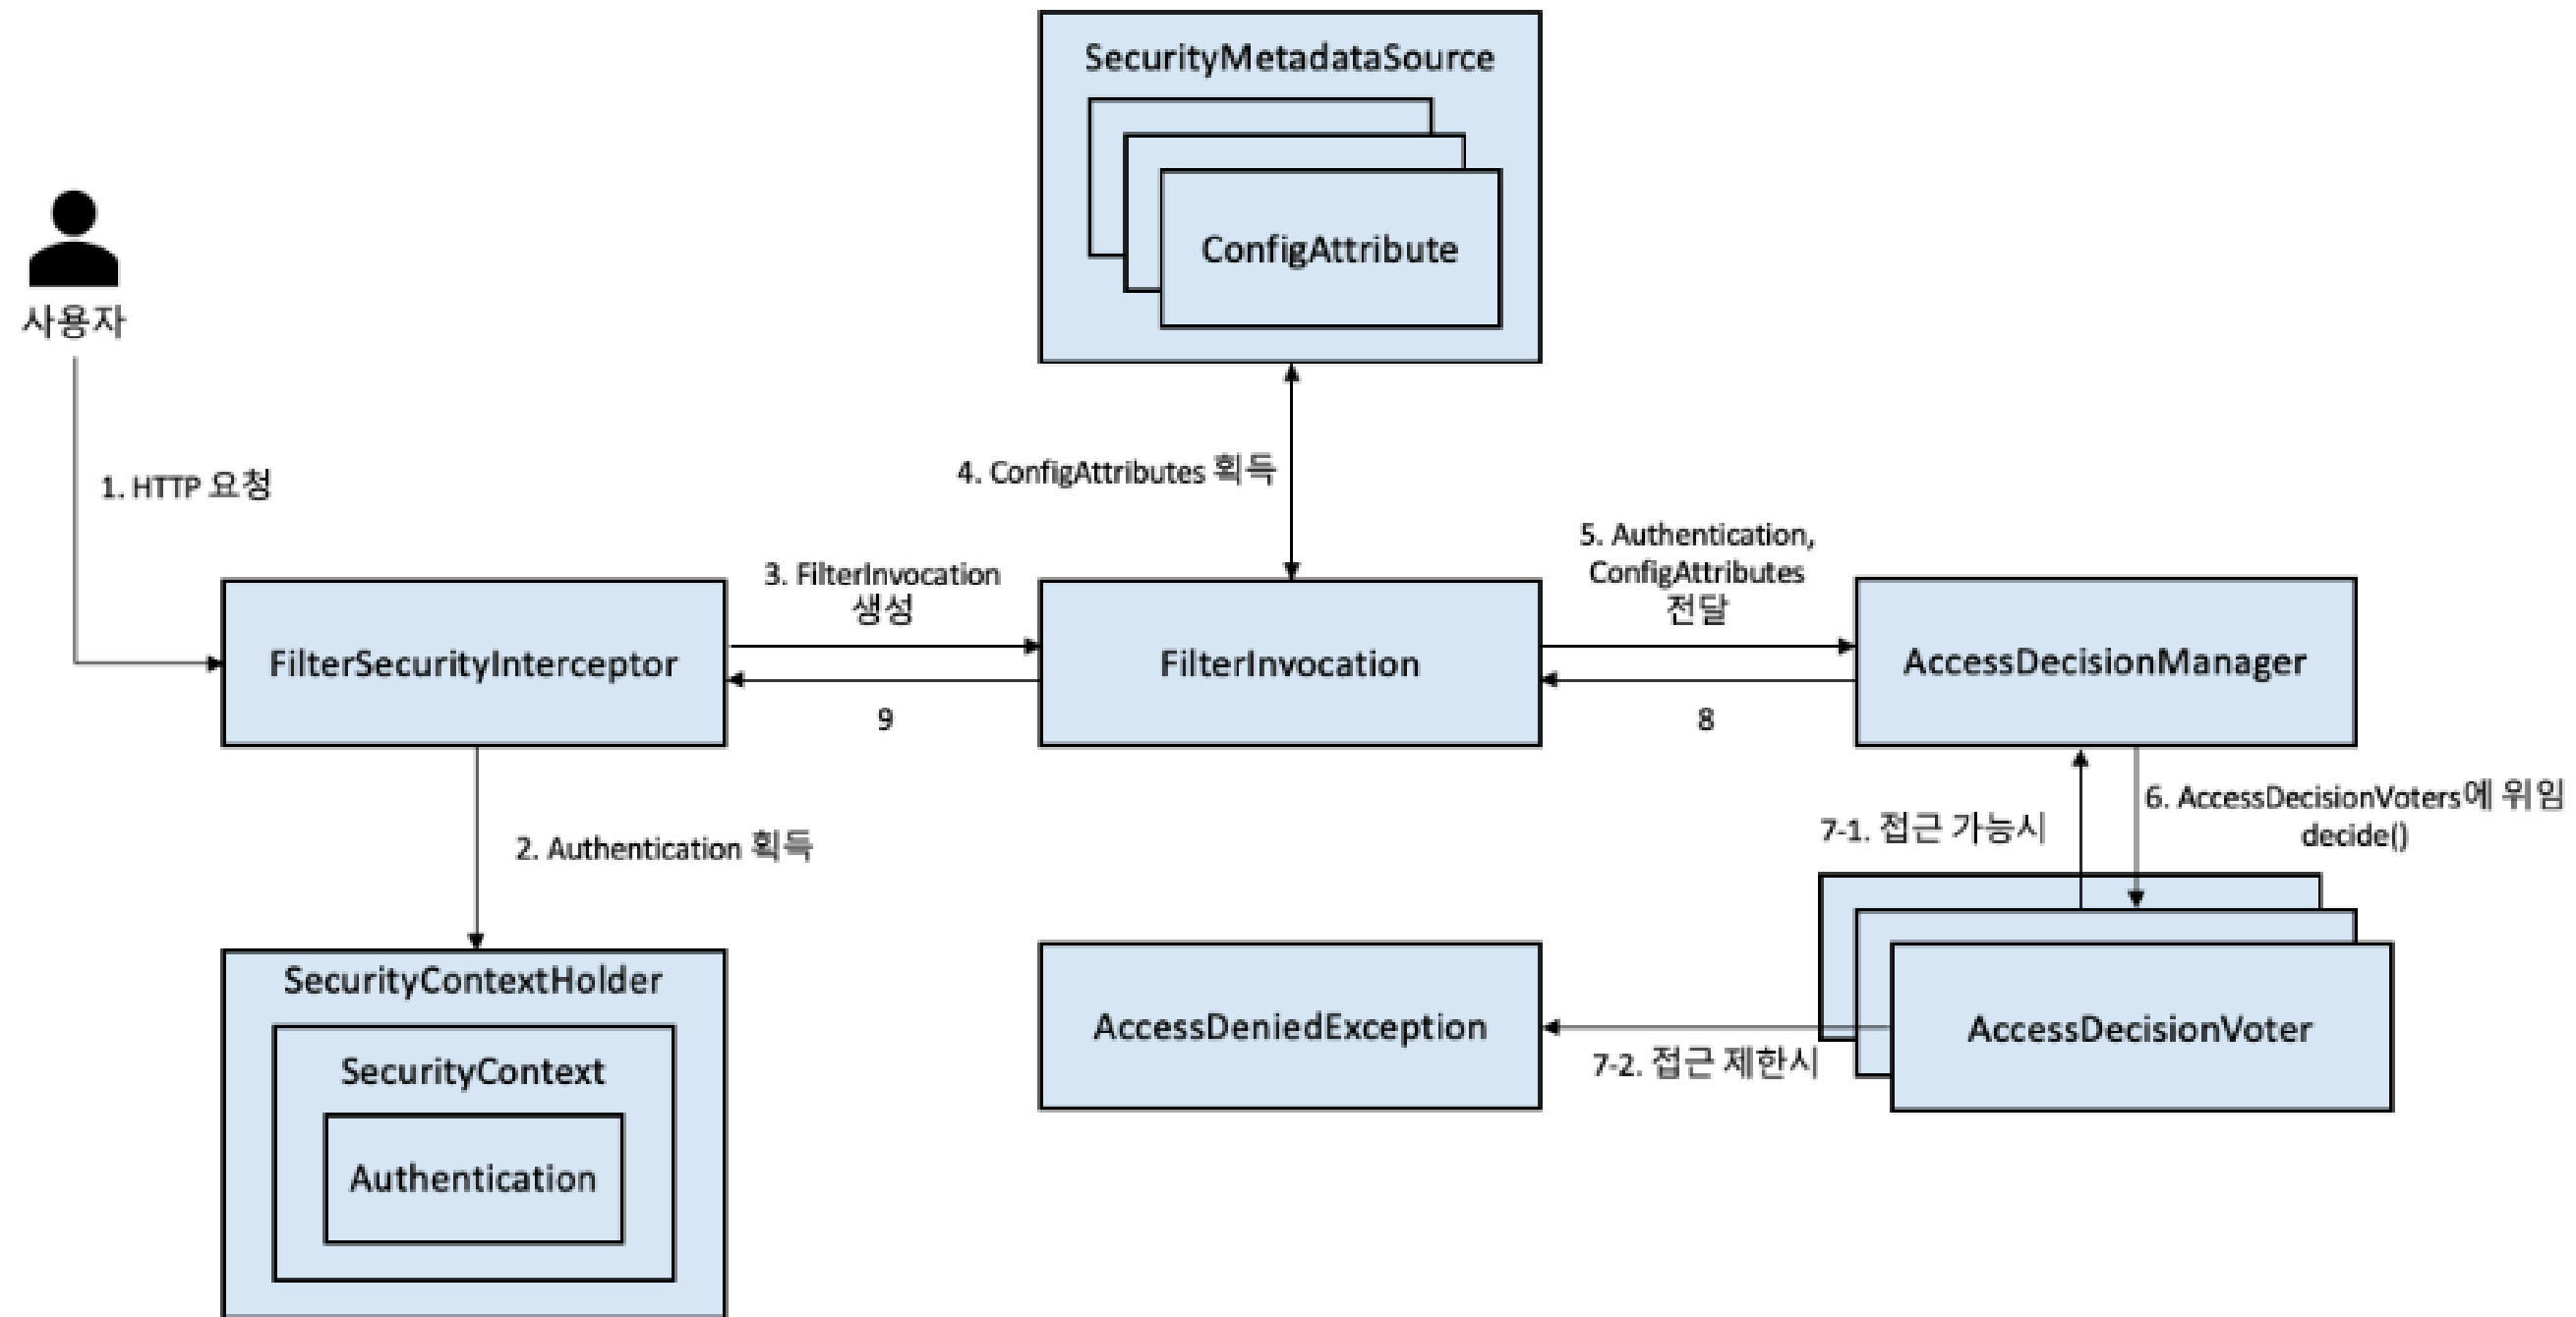 SecurityMetadataSource
ConfigAttribute
사용자
1. HTTP 요청
4. ConfigAttributes 획득
3. FilterInvocation
생성
5. Authentication,
ConfigAttributes
전달
FilterSecurityInterceptor
FilterInvocation
AccessDecisionManager
9
8
2. Authentication 획득
7-1. 접근 가능시
6. AccessDecisionVoters에 위임
decide()
SecurityContextHolder
SecurityContext
Authentication
AccessDeniedException
7-2. 접근 제한시
AccessDecisionVoter